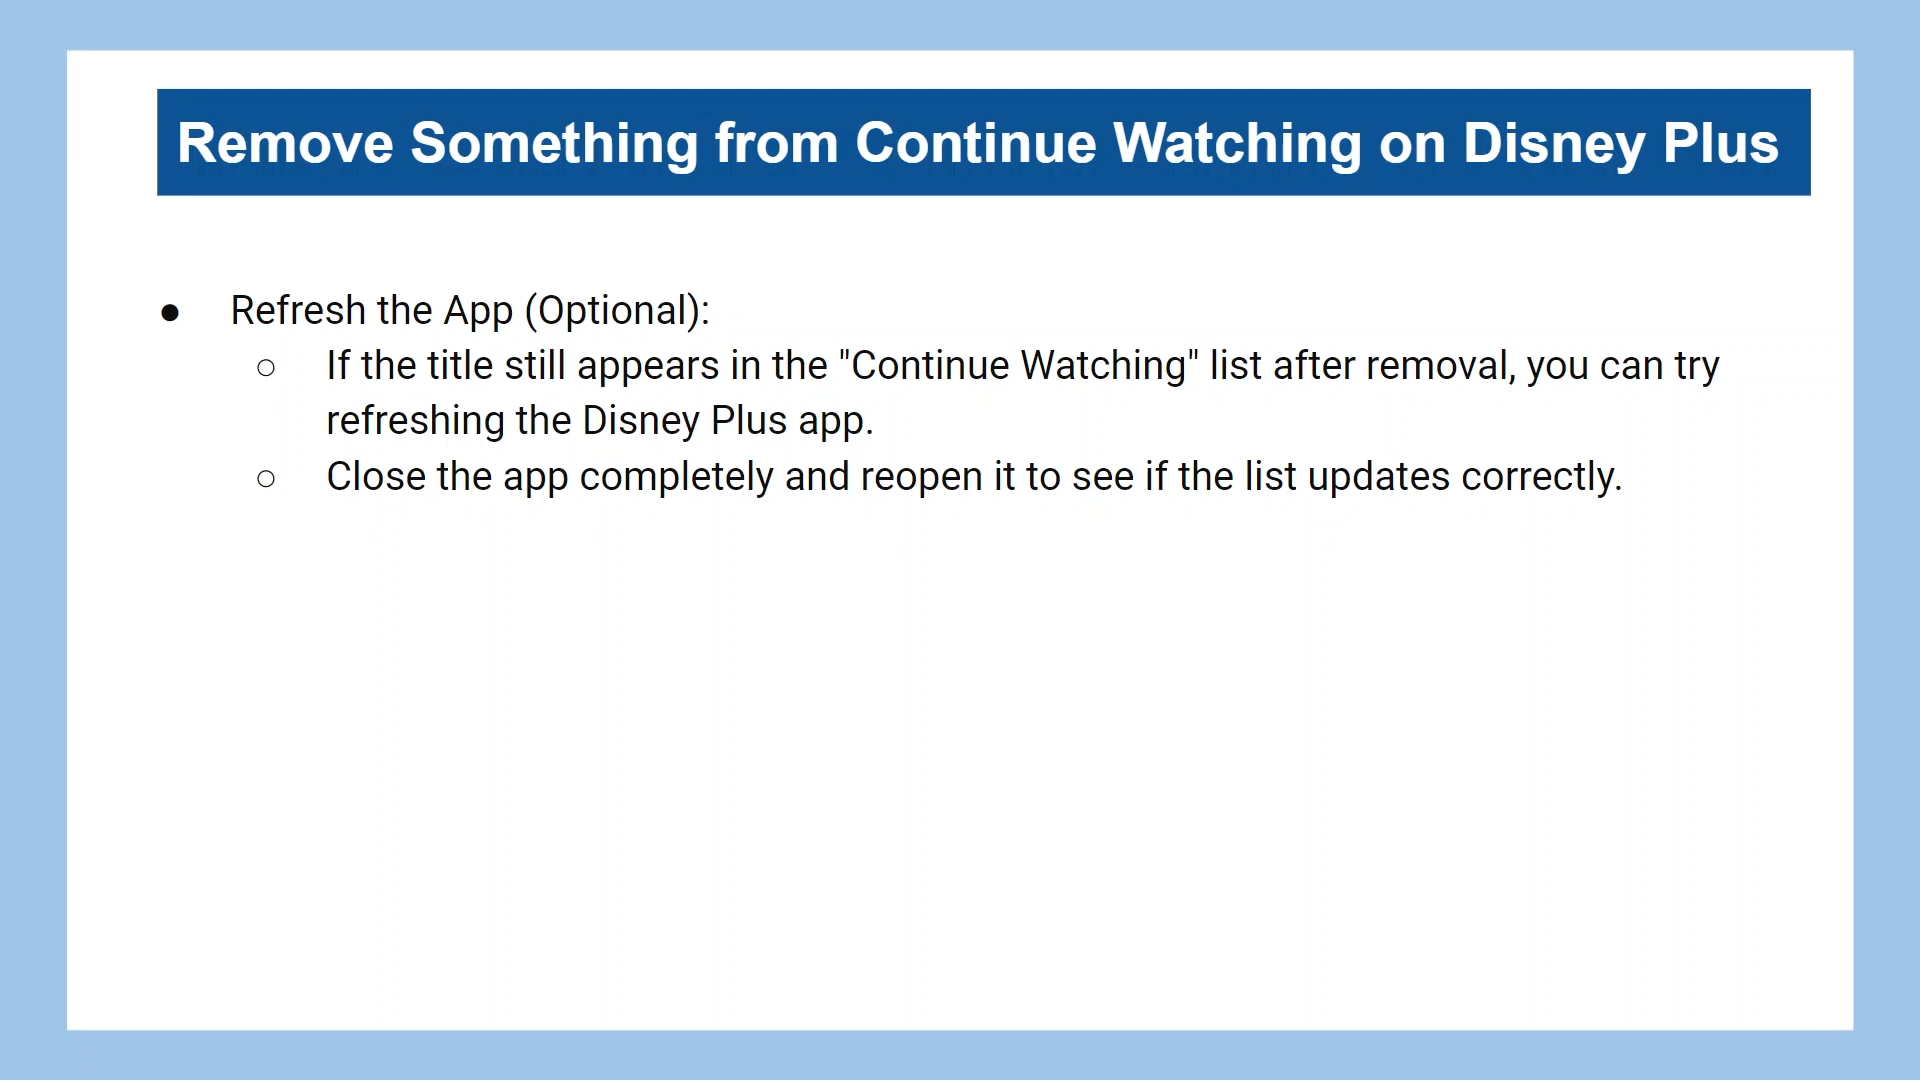 Remove Something from Continue Watching on Disney Plus
● Refresh the App (Optional):
○ If the title still appears in the "Continue Watching" list after removal, you can try
refreshing the Disney Plus app.
○ Close the app completely and reopen it to see if the list updates correctly.